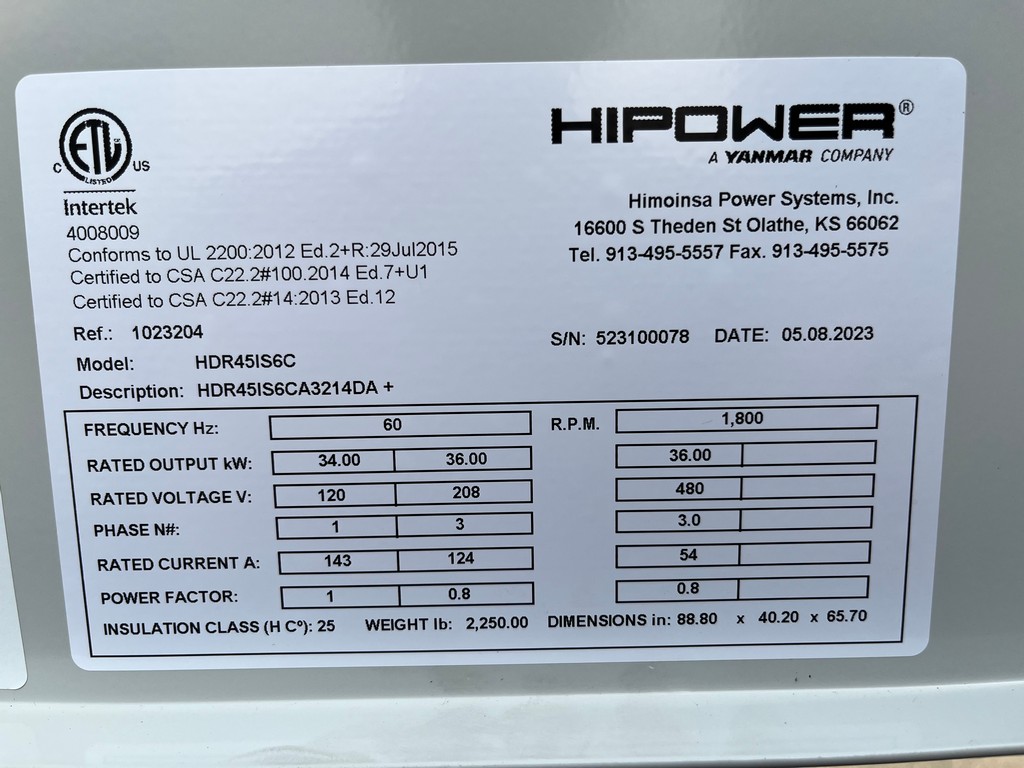 ETL
C US
LISTED
Intertek
4008009
Conforms to UL 2200:2012 Ed.2+R:29Jul2015
Certified to CSA C22.2#100.2014 Ed.7+U1
Certified to CSA C22.2#14:2013 Ed.12
HIPOWER®
A YANMAR COMPANY
Himoinsa Power Systems, Inc.
16600 S Theden St Olathe, KS 66062
Tel. 913-495-5557 Fax. 913-495-5575
Ref.: 1023204
S/N: 523100078 DATE: 05.08.2023
Model: HDR45IS6C
Description: HDR45IS6CA3214DA +
FREQUENCY Hz: 60 R.P.M. 1,800
RATED OUTPUT kW: 34.00 36.00 36.00
RATED VOLTAGE V: 120 208 480
PHASE N#: 1 3 3.0
RATED CURRENT A: 143 124 54
POWER FACTOR: 1 0.8 0.8
INSULATION CLASS (H Cº): 25 WEIGHT lb: 2,250.00 DIMENSIONS in: 88.80 x 40.20 x 65.70